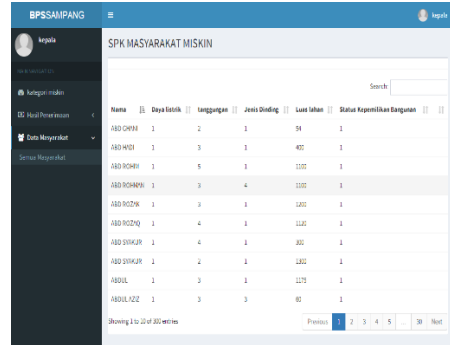 BPSSAMPANG
kepala
kepala
SPK MASYARAKAT MISKIN
MAIN NAVIGATION
Kategori miskin
Hasil Penerimaan
Data Masyarakat
Semua Masyarakat
Search:
Nama Daya listrik tanggungan Jenis Dinding Luas lahan Status Kepemilikan Bangunan
ABD GHANI 1 2 1 94 1
ABD HADI 1 3 1 400 1
ABD ROHIM 1 5 1 1100 1
ABD ROHMAN 1 3 4 1100 1
ABD ROZAK 1 3 1 1200 1
ABD ROZAQ 1 4 1 1120 1
ABD SYAKUR 1 4 1 300 1
ABD SYAKUR 1 2 1 1300 1
ABDUL 1 3 1 1175 1
ABDUL AZIZ 1 3 3 60 1
Showing 1 to 10 of 300 entries
Previous 1 2 3 4 5 ... 30 Next